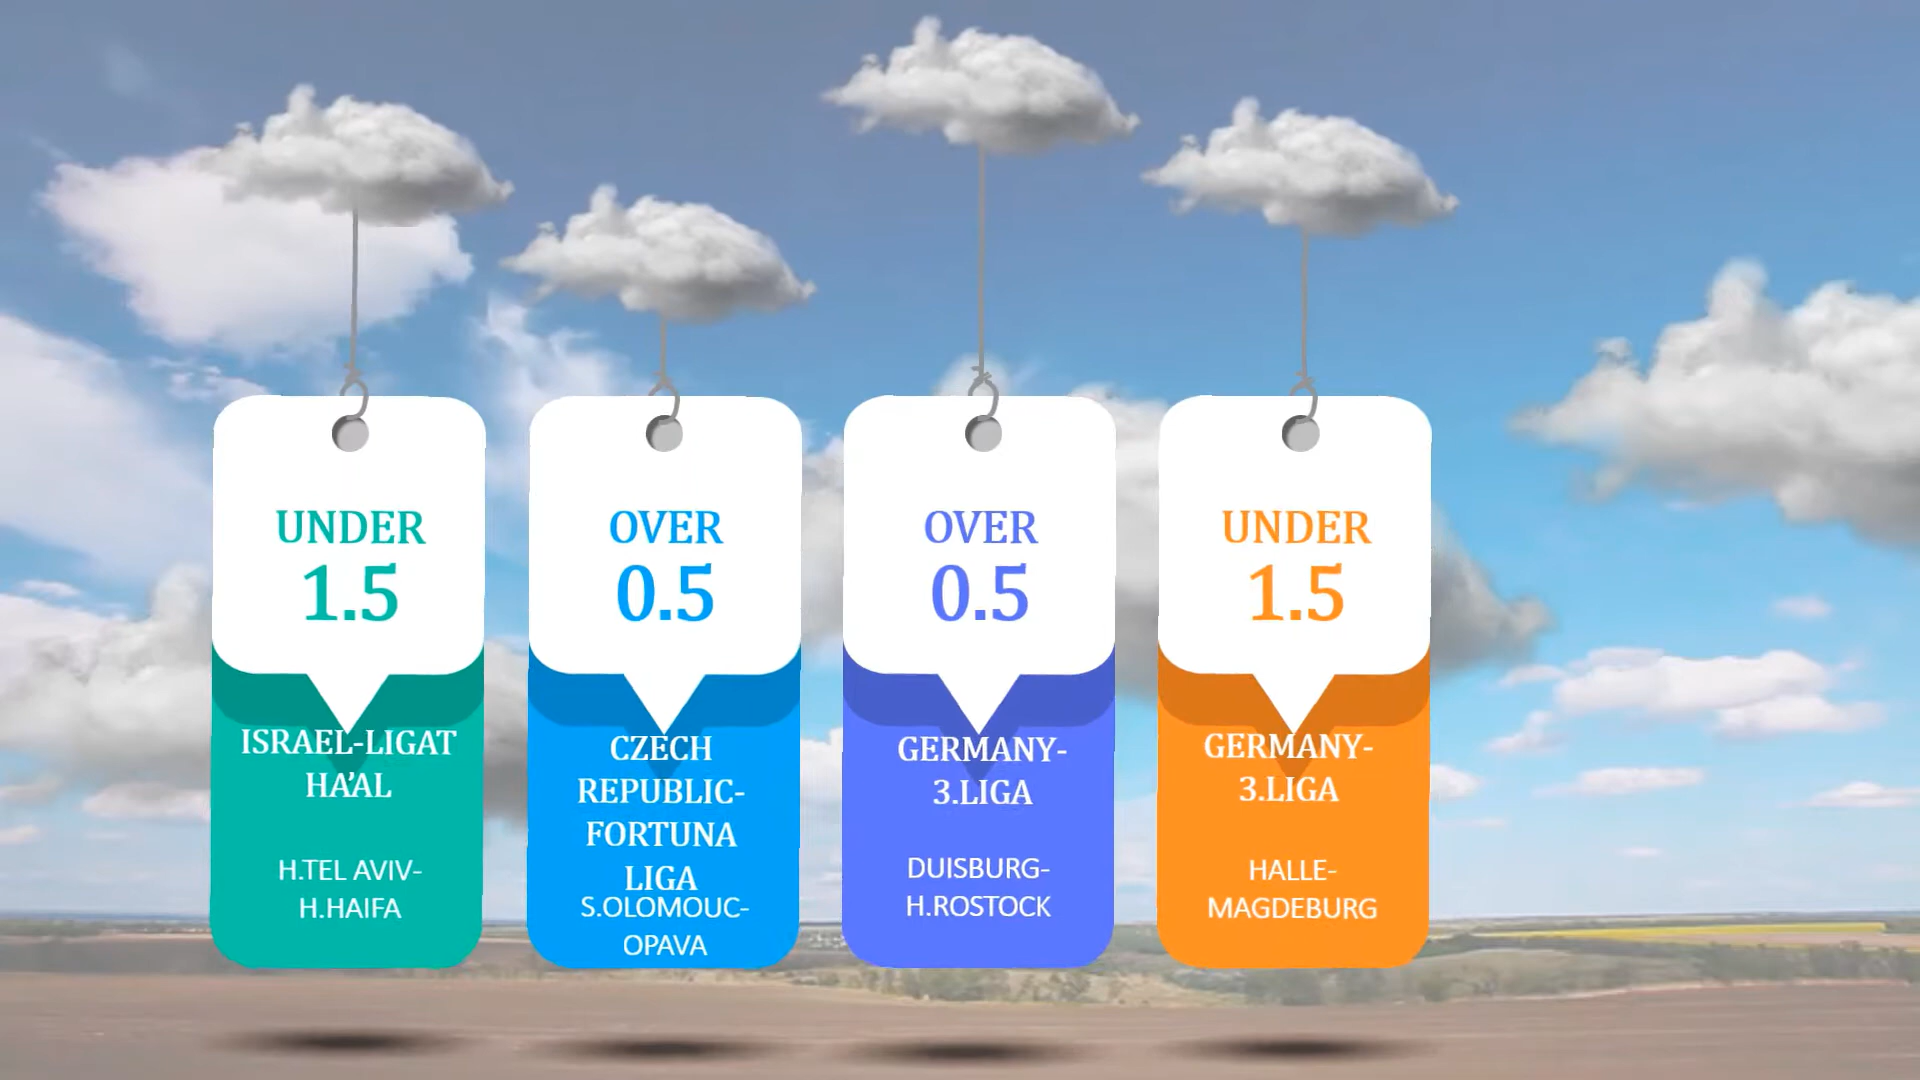 UNDER
1.5
ISRAEL-LIGAT
HA'AL
H.TEL AVIV-
H.HAIFA
OVER
0.5
CZECH
REPUBLIC-
FORTUNA
LIGA
S.OLOMOUC-
OPAVA
OVER
0.5
GERMANY-
3.LIGA
DUISBURG-
H.ROSTOCK
UNDER
1.5
GERMANY-
3.LIGA
HALLE-
MAGDEBURG